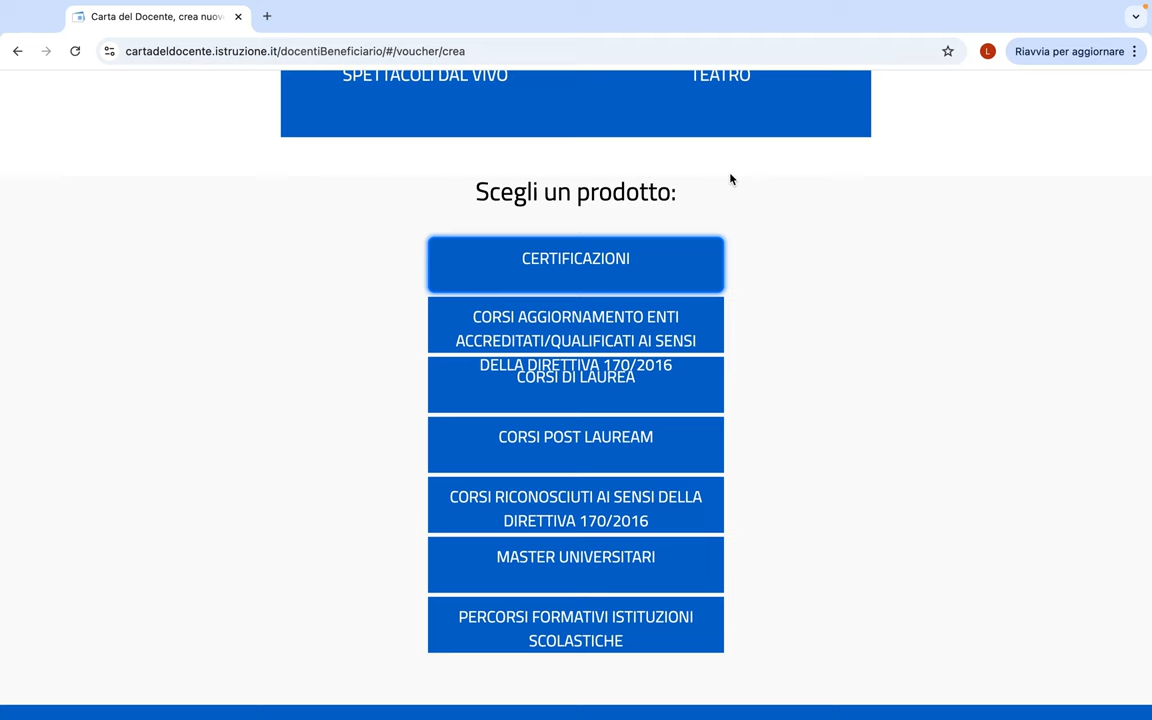 Carta del Docente, crea nuov
cartadeldocente.istruzione.it/docentiBeneficiario/#/voucher/crea
L
Riavvia per aggiornare
SPETTACOLI DAL VIVO
TEATRO
Scegli un prodotto:
CERTIFICAZIONI
CORSI AGGIORNAMENTO ENTI
ACCREDITATI/QUALIFICATI AI SENSI
DELLA DIRETTIVA 170/2016
CORSI DI LAUREA
CORSI POST LAUREAM
CORSI RICONOSCIUTI AI SENSI DELLA
DIRETTIVA 170/2016
MASTER UNIVERSITARI
PERCORSI FORMATIVI ISTITUZIONI
SCOLASTICHE